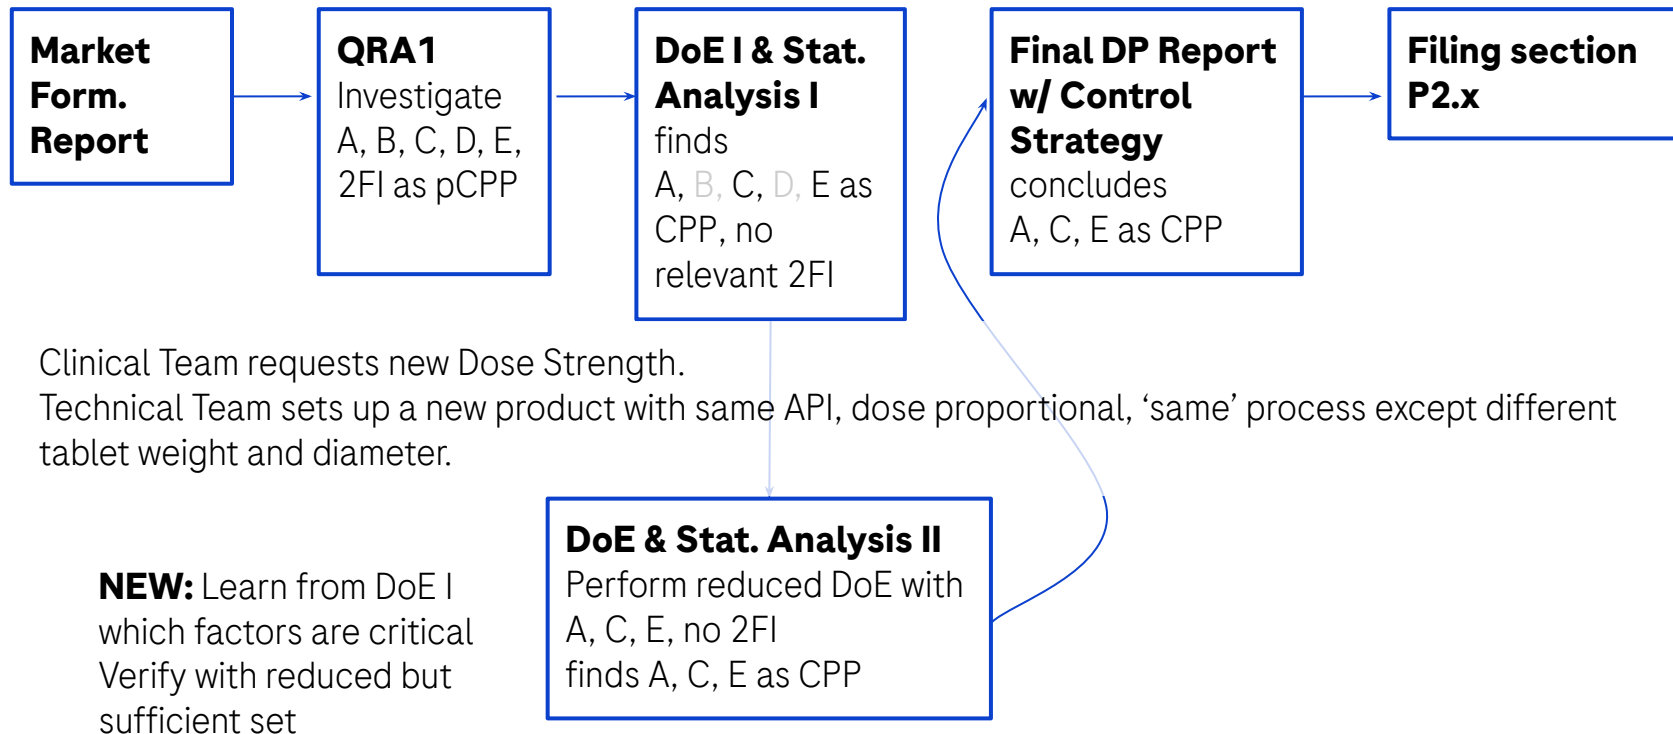 Market
Form.
Report
QRA1
Investigate
A, B, C, D, E,
2FI as pCPP
DoE I & Stat.
Analysis I
finds
A, B, C, D, E as
CPP, no
relevant 2FI
Final DP Report
w/ Control
Strategy
concludes
A, C, E as CPP
Filing section
P2.x
Clinical Team requests new Dose Strength.
Technical Team sets up a new product with same API, dose proportional, ‘same’ process except different
tablet weight and diameter.
NEW: Learn from DoE I
which factors are critical
Verify with reduced but
sufficient set
DoE & Stat. Analysis II
Perform reduced DoE with
A, C, E, no 2FI
finds A, C, E as CPP